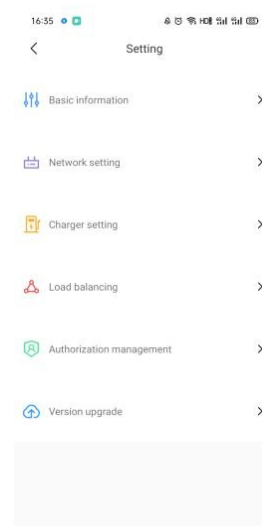 16:35
Setting
Basic information
Network setting
Charger setting
Load balancing
Authorization management
Version upgrade